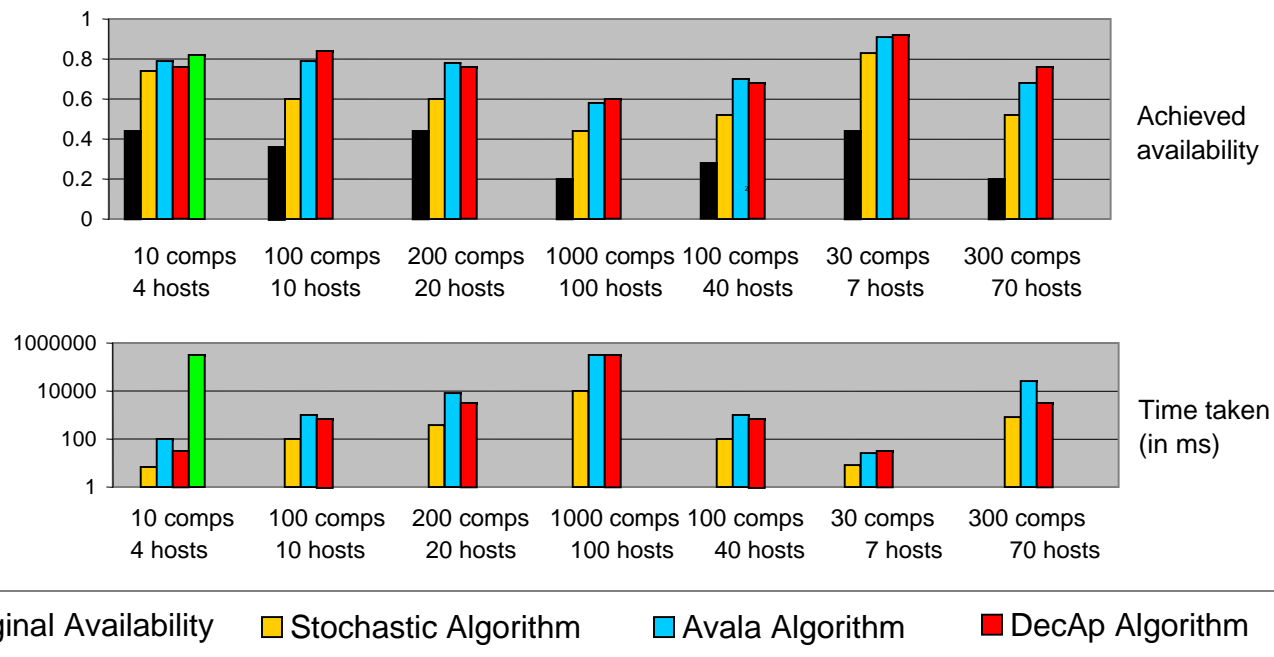 1
0.8
0.6
0.4
0.2
0
Achieved
availability
10 comps
4 hosts
100 comps
10 hosts
200 comps
20 hosts
1000 comps
100 hosts
100 comps
40 hosts
30 comps
7 hosts
300 comps
70 hosts
1000000
10000
100
1
Time taken
(in ms)
10 comps
4 hosts
100 comps
10 hosts
200 comps
20 hosts
1000 comps
100 hosts
100 comps
40 hosts
30 comps
7 hosts
300 comps
70 hosts
ginal Availability
Stochastic Algorithm
Avala Algorithm
DecAp Algorithm